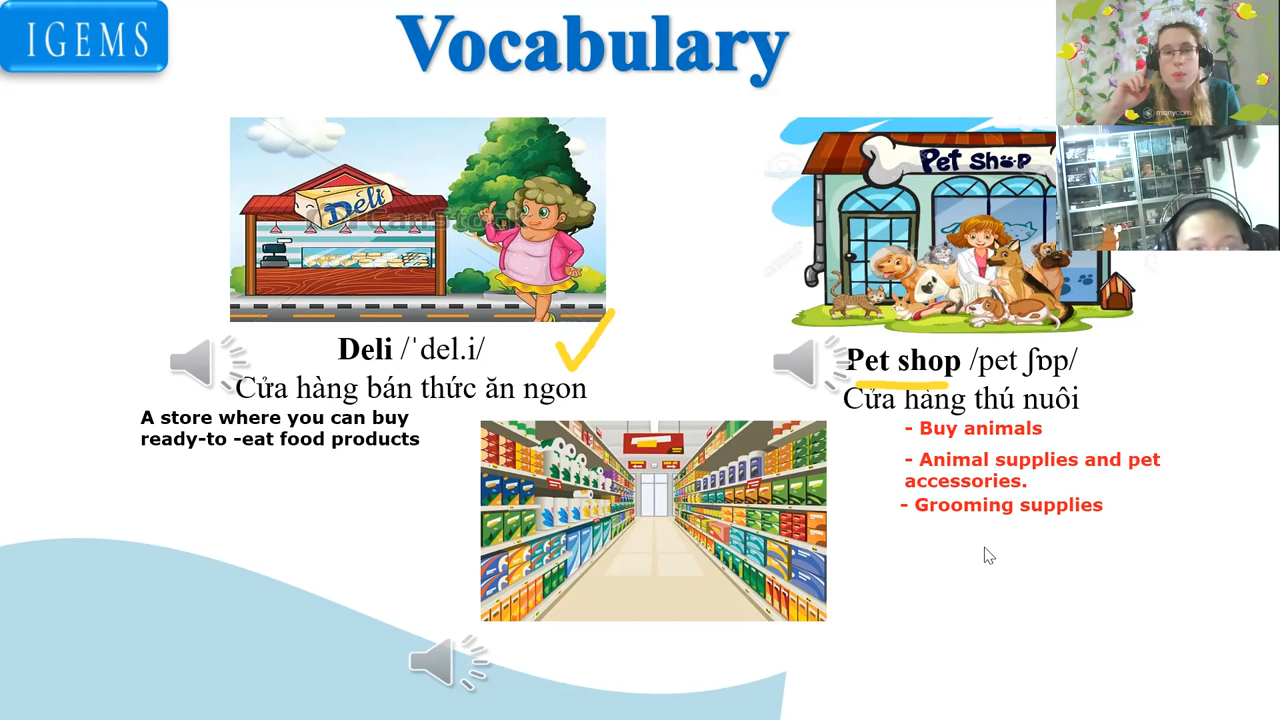 IGEMS
Vocabulary
manycam
Deli
Pet Shop
Deli /ˈdel.i/
Cửa hàng bán thức ăn ngon
A store where you can buy
ready-to -eat food products
Pet shop /pet ʃɒp/
Cửa hàng thú nuôi
- Buy animals
- Animal supplies and pet
accessories.
- Grooming supplies